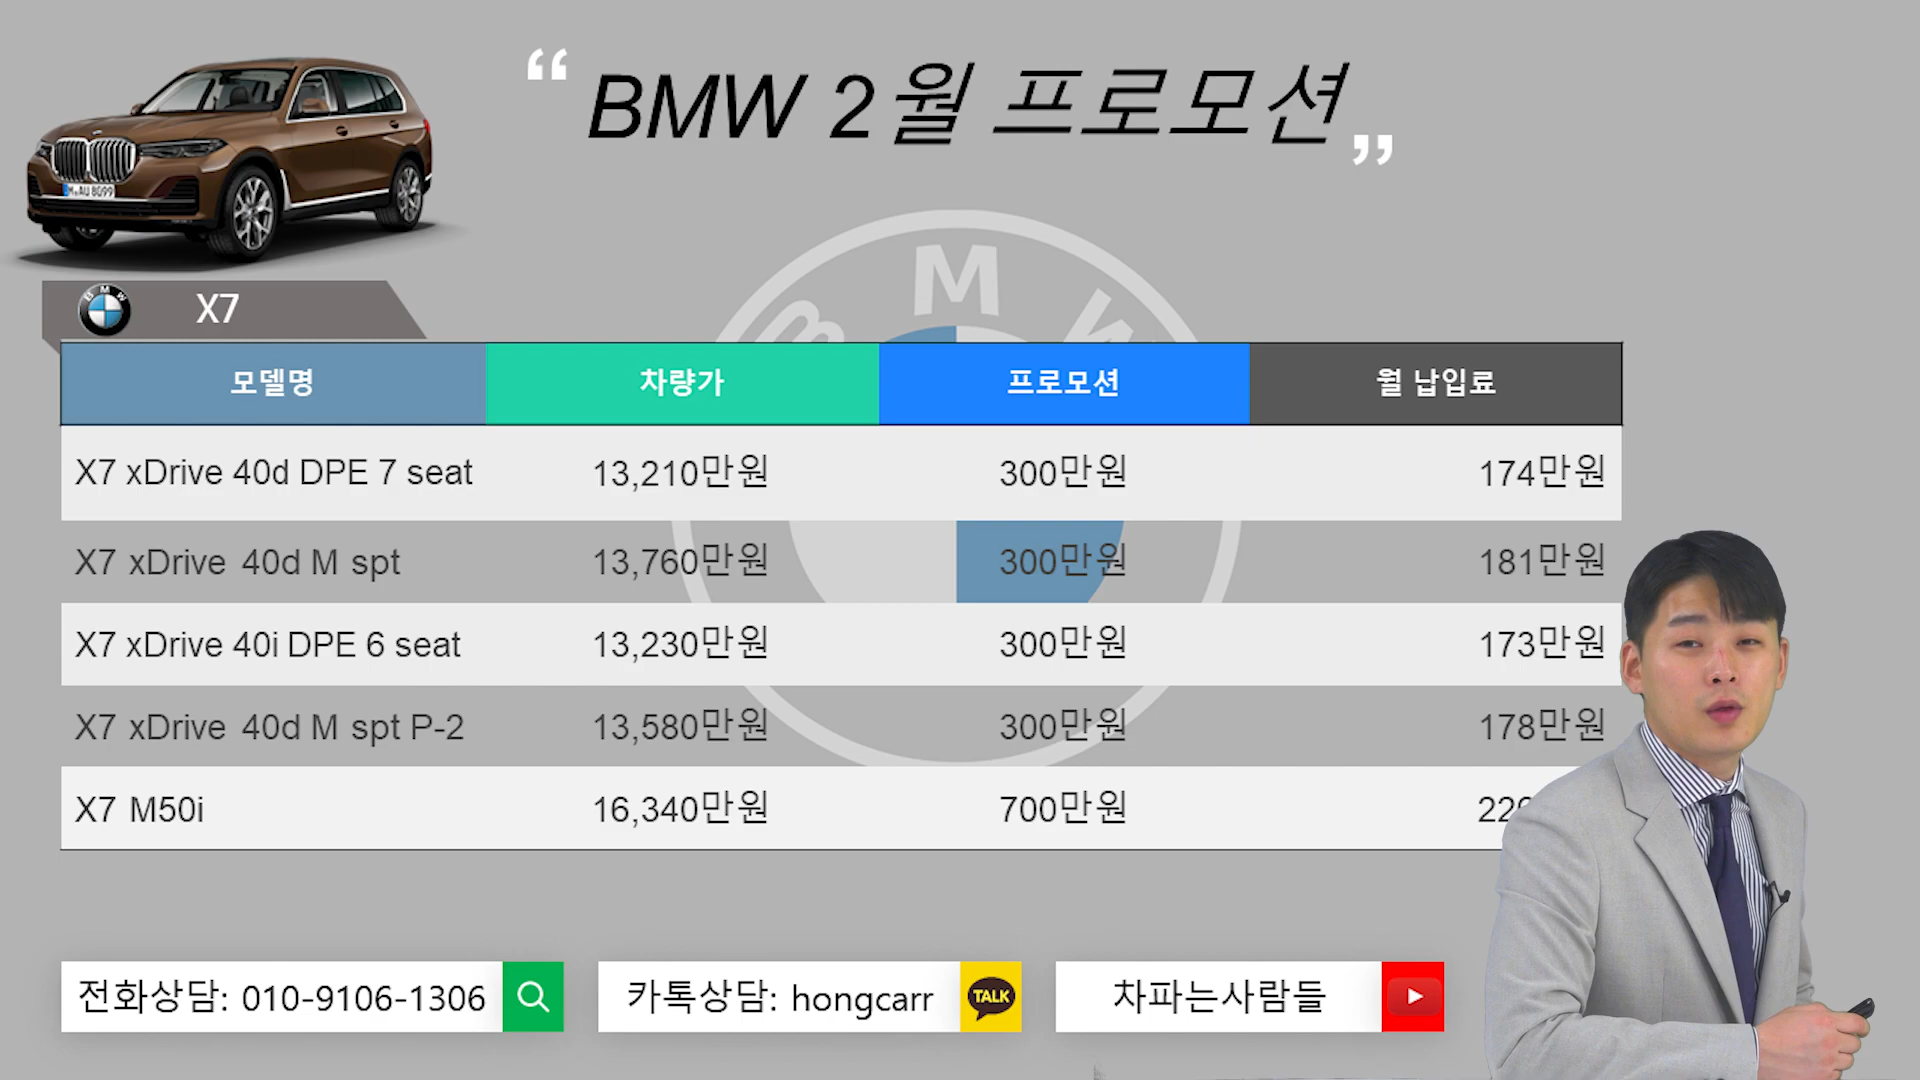 “ BMW 2월 프로모션 ”
M·AU 8099
BMW X7
모델명 차량가 프로모션 월 납입료
X7 xDrive 40d DPE 7 seat 13,210만원 300만원 174만원
X7 xDrive 40d M spt 13,760만원 300만원 181만원
X7 xDrive 40i DPE 6 seat 13,230만원 300만원 173만원
X7 xDrive 40d M spt P-2 13,580만원 300만원 178만원
X7 M50i 16,340만원 700만원
BMW
전화상담: 010-9106-1306
카톡상담: hongcarr TALK
차파는사람들